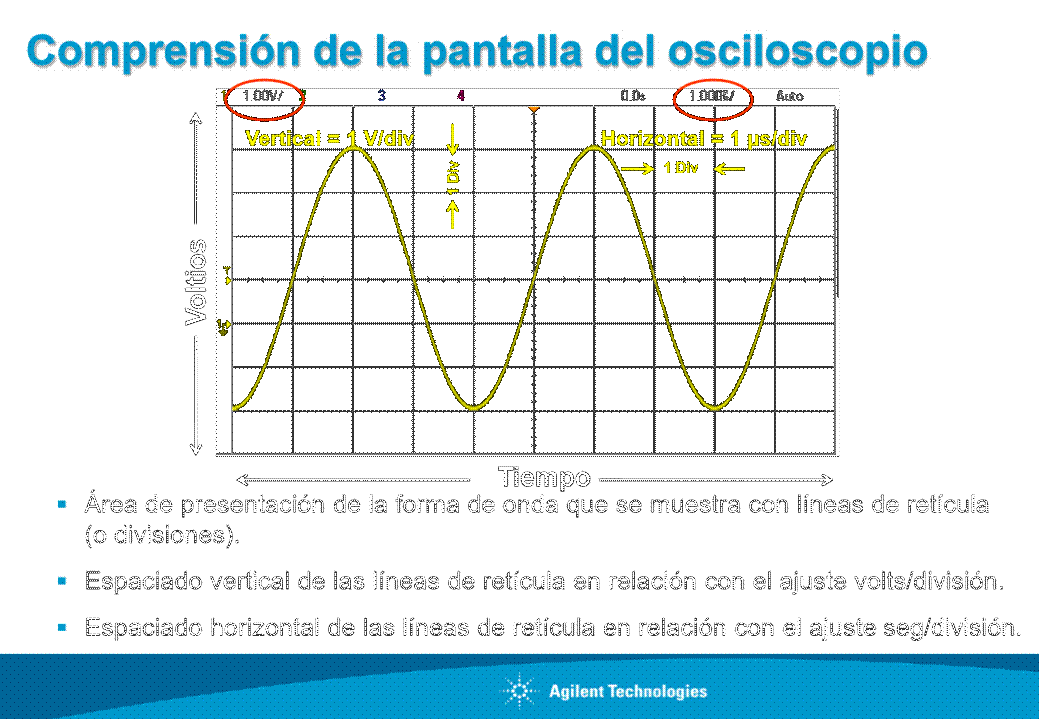 Comprensión de la pantalla del osciloscopio
1 1.00V/ 2 3 4 0.0s Auto
Vertical = 1 V/div
Horizontal = 1 µs/div
1 Div
1 Div
Voltios
T
Tiempo
▪ Área de presentación de la forma de onda que se muestra con líneas de retícula
(o divisiones).
▪ Espaciado vertical de las líneas de retícula en relación con el ajuste volts/división.
▪ Espaciado horizontal de las líneas de retícula en relación con el ajuste seg/división.
Agilent Technologies